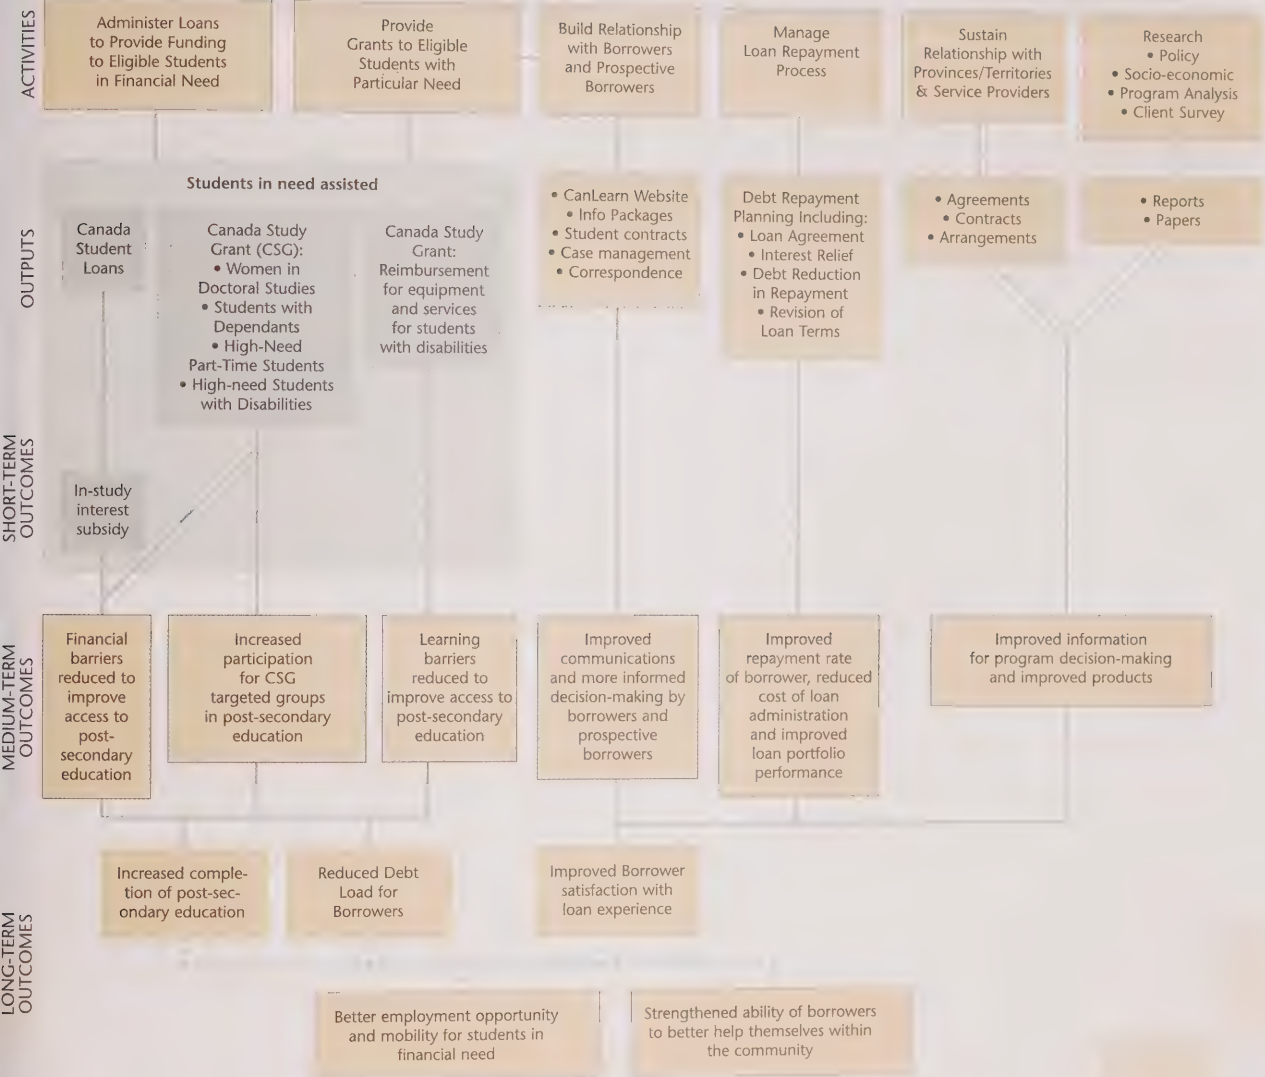 ACTIVITIES
Administer Loans
to Provide Funding
to Eligible Students
in Financial Need
Provide
Grants to Eligible
Students with
Particular Need
Build Relationship
with Borrowers
and Prospective
Borrowers
Manage
Loan Repayment
Process
Sustain
Relationship with
Provinces/Territories
& Service Providers
Research
• Policy
• Socio-economic
• Program Analysis
• Client Survey
OUTPUTS
Students in need assisted
Canada
Student
Loans
Canada Study
Grant (CSG):
• Women in
Doctoral Studies
• Students with
Dependants
• High-Need
Part-Time Students
• High-need Students
with Disabilities
Canada Study
Grant:
Reimbursement
for equipment
and services
for students
with disabilities
• CanLearn Website
• Info Packages
• Student contracts
• Case management
• Correspondence
Debt Repayment
Planning Including:
• Loan Agreement
• Interest Relief
• Debt Reduction
in Repayment
• Revision of
Loan Terms
• Agreements
• Contracts
• Arrangements
• Reports
• Papers
SHORT-TERM
OUTCOMES
In-study
interest
subsidy
MEDIUM-TERM
OUTCOMES
Financial
barriers
reduced to
improve
access to
post-
secondary
education
Increased
participation
for CSG
targeted groups
in post-secondary
education
Learning
barriers
reduced to
improve access to
post-secondary
education
Improved
communications
and more informed
decision-making by
borrowers and
prospective
borrowers
Improved
repayment rate
of borrower, reduced
cost of loan
administration
and improved
loan portfolio
performance
Improved information
for program decision-making
and improved products
LONG-TERM
OUTCOMES
Increased comple-
tion of post-sec-
ondary education
Reduced Debt
Load for
Borrowers
Improved Borrower
satisfaction with
loan experience
Better employment opportunity
and mobility for students in
financial need
Strengthened ability of borrowers
to better help themselves within
the community